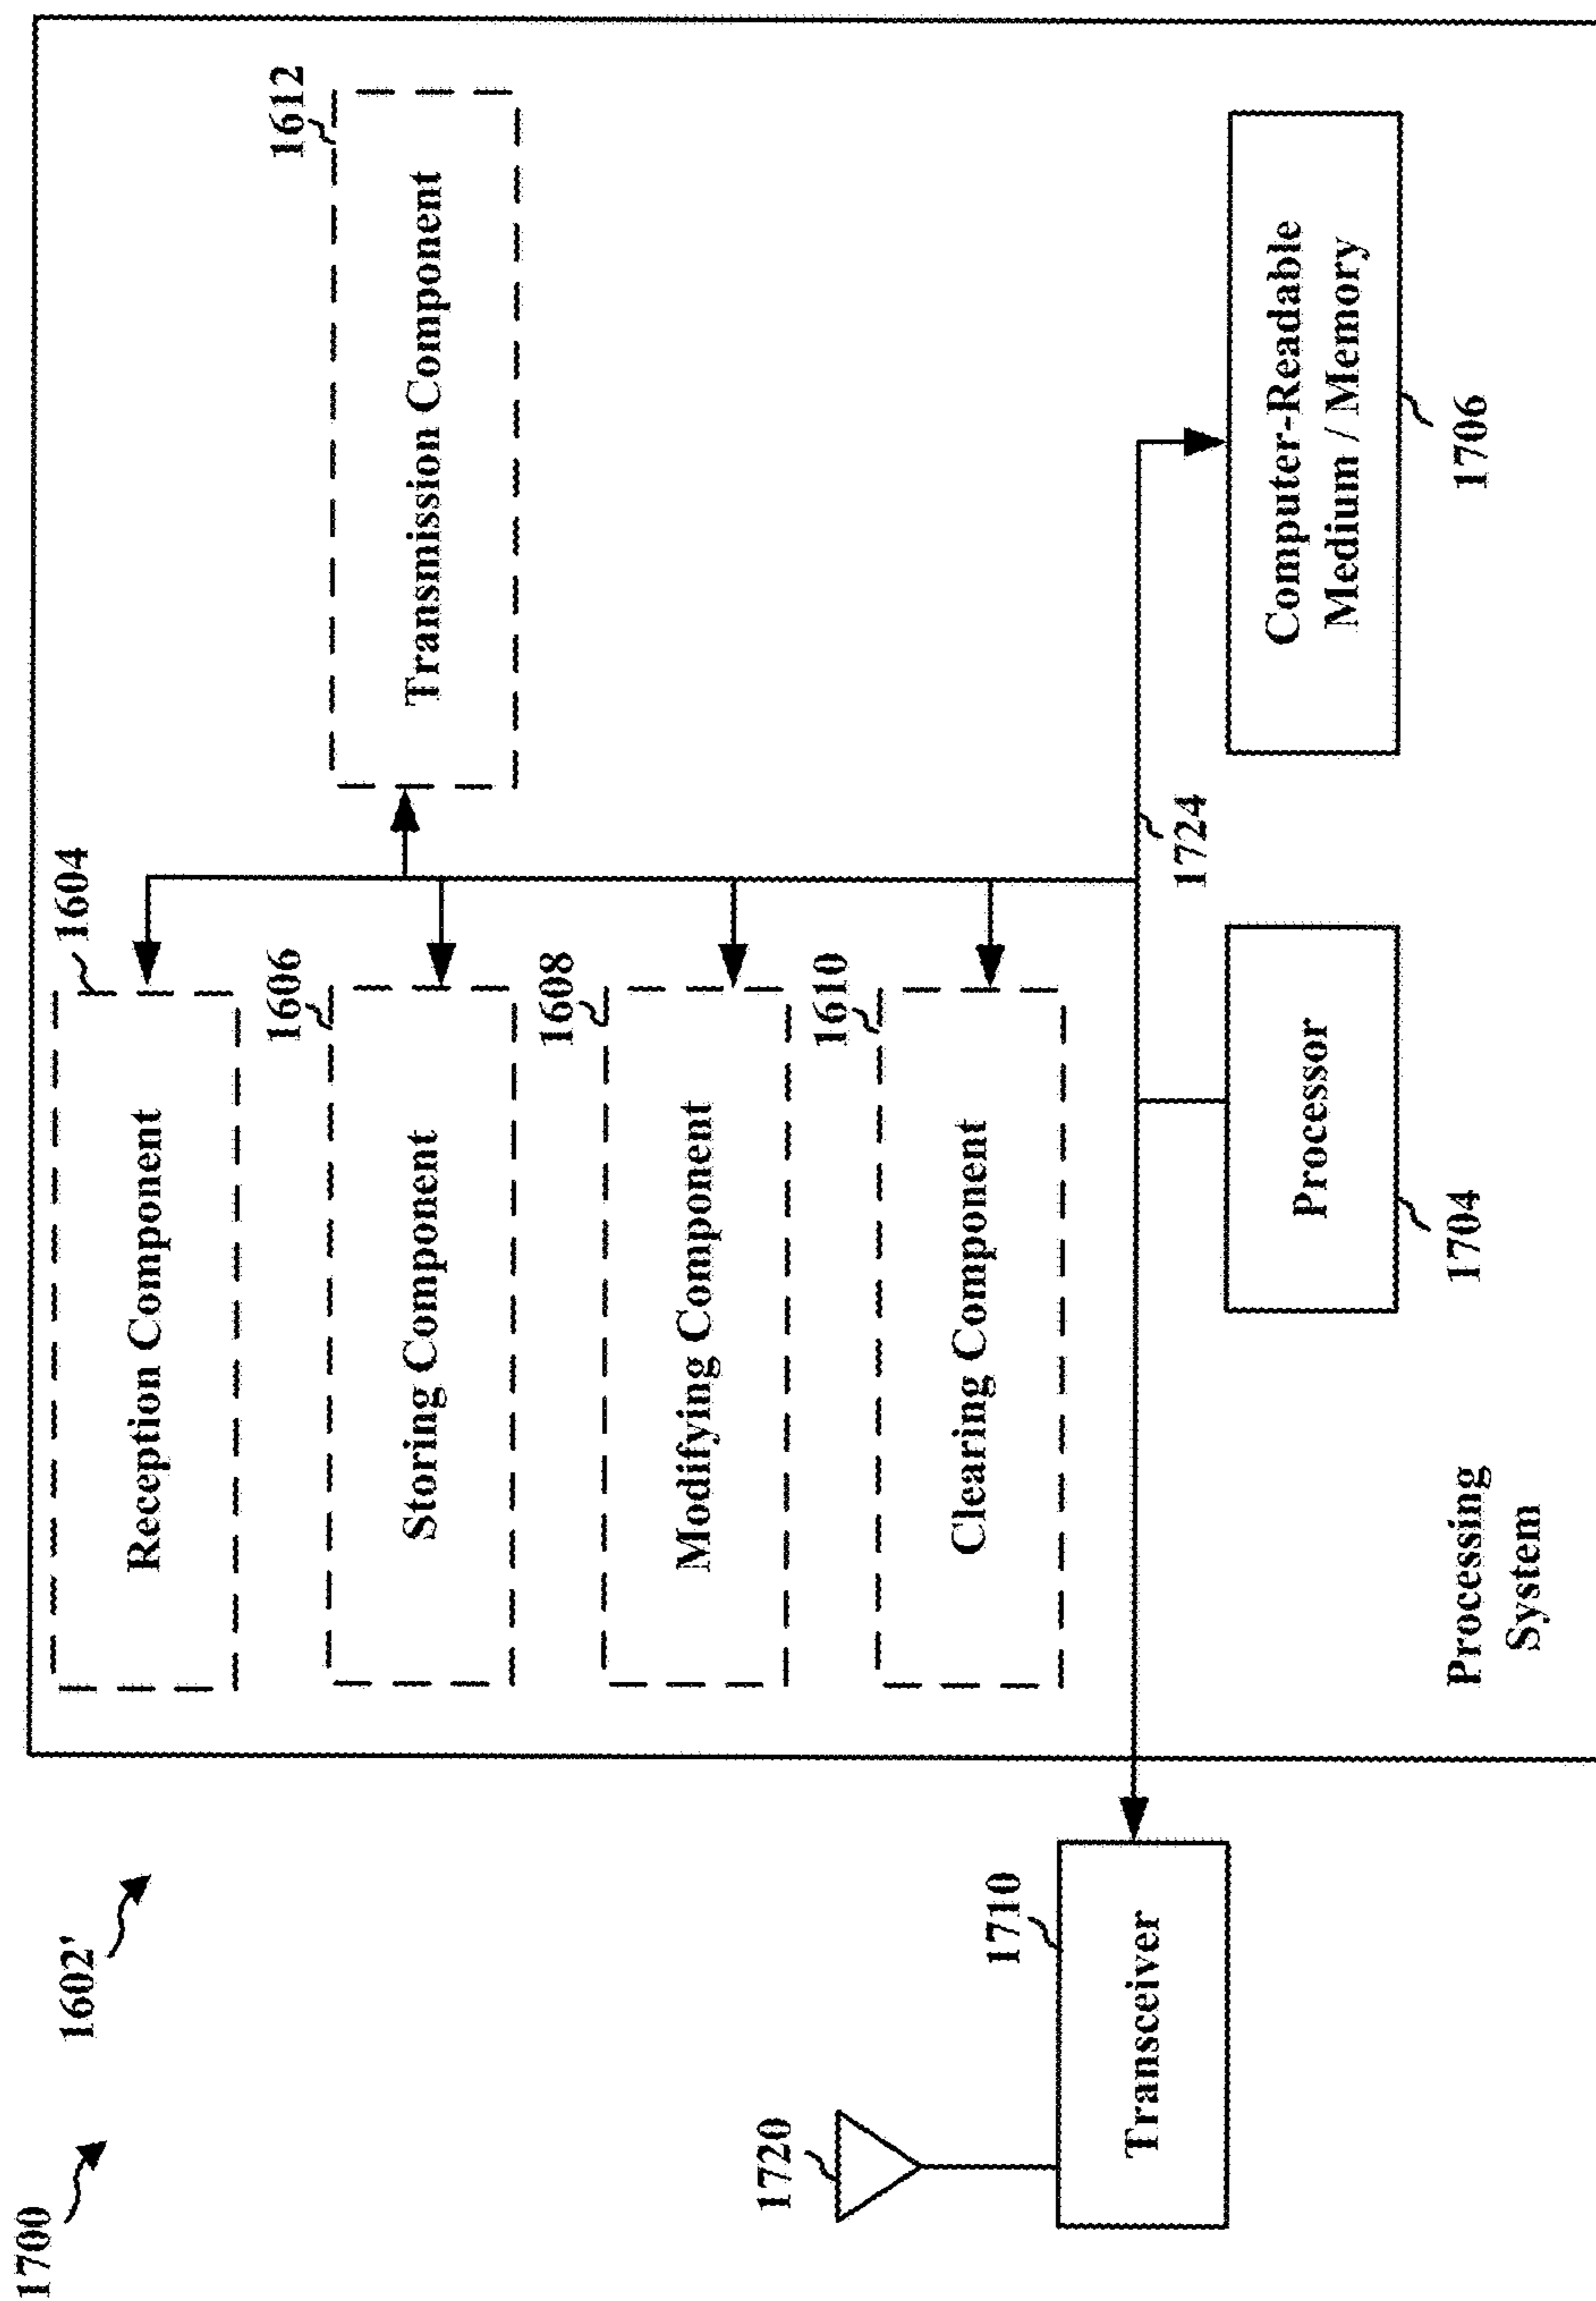 1700
1602'
1604
Reception Component
1606
Storing Component
1612
Transmission Component
1608
Modifying Component
1610
Clearing Component
1720
1710
Transceiver
1724
Processor
1704
Computer-Readable
Medium / Memory
1706
Processing
System